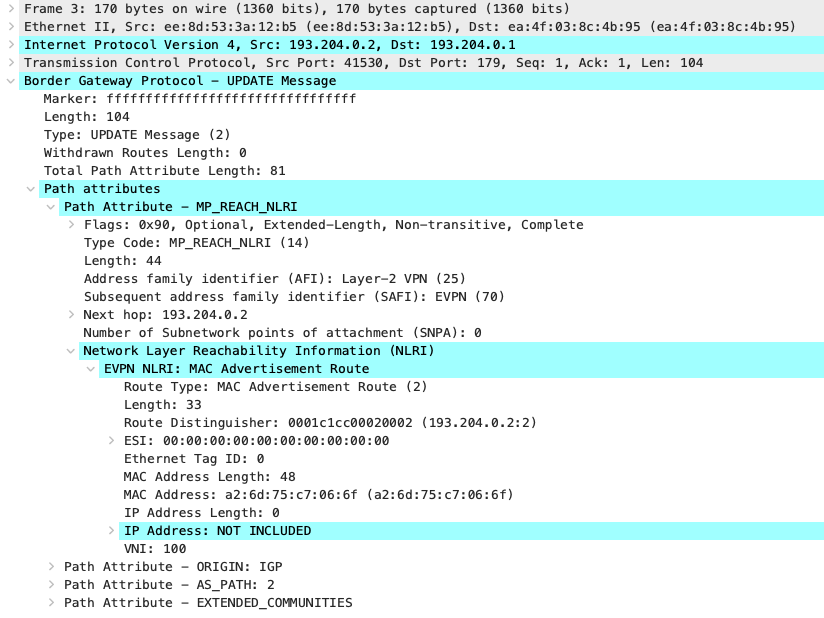 Frame 3: 170 bytes on wire (1360 bits), 170 bytes captured (1360 bits)
Ethernet II, Src: ee:8d:53:3a:12:b5 (ee:8d:53:3a:12:b5), Dst: ea:4f:03:8c:4b:95 (ea:4f:03:8c:4b:95)
Internet Protocol Version 4, Src: 193.204.0.2, Dst: 193.204.0.1
Transmission Control Protocol, Src Port: 41530, Dst Port: 179, Seq: 1, Ack: 1, Len: 104
Border Gateway Protocol – UPDATE Message
Marker: ffffffffffffffffffffffffffffffff
Length: 104
Type: UPDATE Message (2)
Withdrawn Routes Length: 0
Total Path Attribute Length: 81
Path attributes
Path Attribute – MP_REACH_NLRI
Flags: 0x90, Optional, Extended-Length, Non-transitive, Complete
Type Code: MP_REACH_NLRI (14)
Length: 44
Address family identifier (AFI): Layer-2 VPN (25)
Subsequent address family identifier (SAFI): EVPN (70)
Next hop: 193.204.0.2
Number of Subnetwork points of attachment (SNPA): 0
Network Layer Reachability Information (NLRI)
EVPN NLRI: MAC Advertisement Route
Route Type: MAC Advertisement Route (2)
Length: 33
Route Distinguisher: 0001c1cc00020002 (193.204.0.2:2)
ESI: 00:00:00:00:00:00:00:00:00:00
Ethernet Tag ID: 0
MAC Address Length: 48
MAC Address: a2:6d:75:c7:06:6f (a2:6d:75:c7:06:6f)
IP Address Length: 0
IP Address: NOT INCLUDED
VNI: 100
Path Attribute – ORIGIN: IGP
Path Attribute – AS_PATH: 2
Path Attribute – EXTENDED_COMMUNITIES